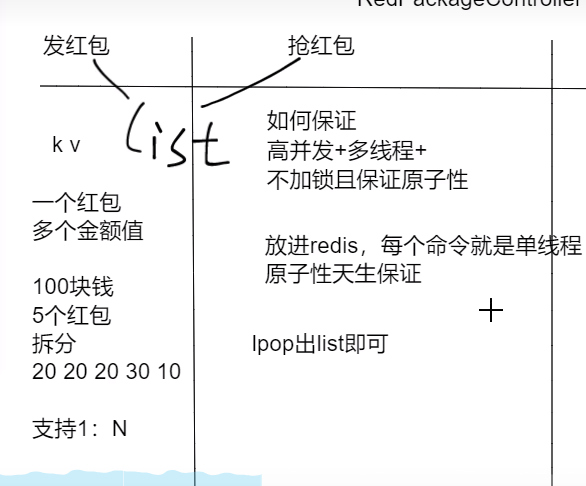 RedPackageController
发红包
抢红包
list
k v
一个红包
多个金额值
100块钱
5个红包
拆分
20 20 20 30 10
支持1：N
如何保证
高并发+多线程+
不加锁且保证原子性
放进redis，每个命令就是单线程
原子性天生保证
lpop出list即可